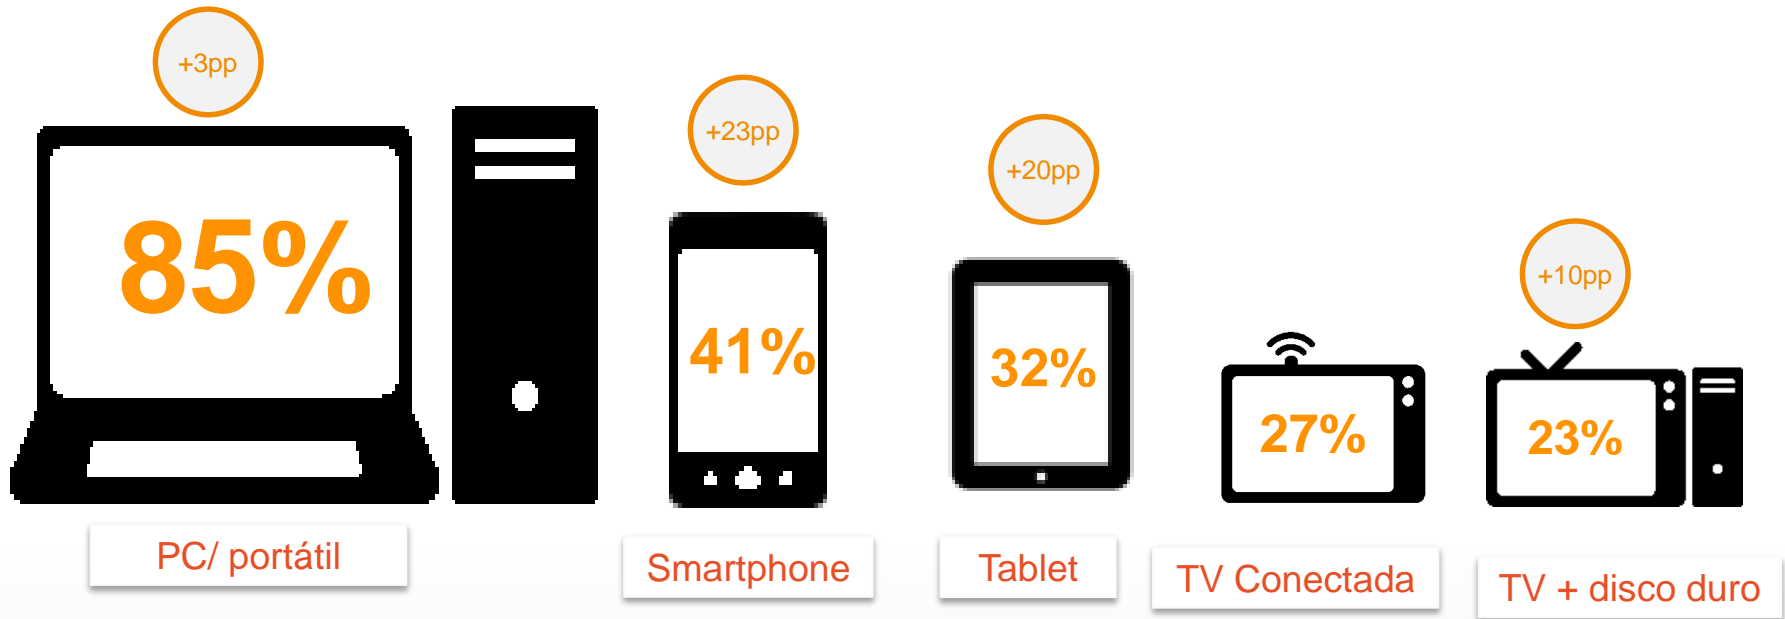 +3pp
85%
PC/ portátil
+23pp
41%
Smartphone
+20pp
32%
Tablet
27%
TV Conectada
+10pp
23%
TV + disco duro